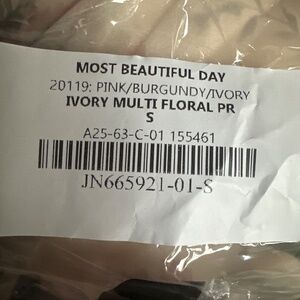 MOST BEAUTIFUL DAY
20119: PINK/BURGUNDY/IVORY
IVORY MULTI FLORAL PR
S
A25-63-C-01 155461
JN665921-01-S